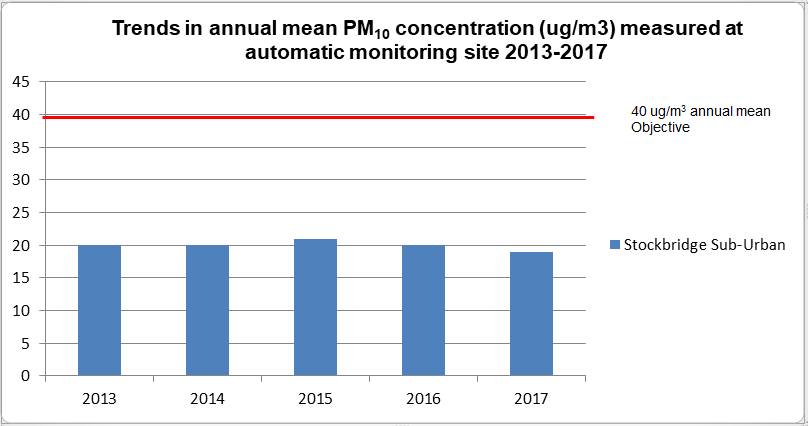 Trends in annual mean PM₁₀ concentration (ug/m3) measured at
automatic monitoring site 2013-2017
45
40
35
30
25
20
15
10
5
0
40 ug/m³ annual mean
Objective
Stockbridge Sub-Urban
2013 2014 2015 2016 2017